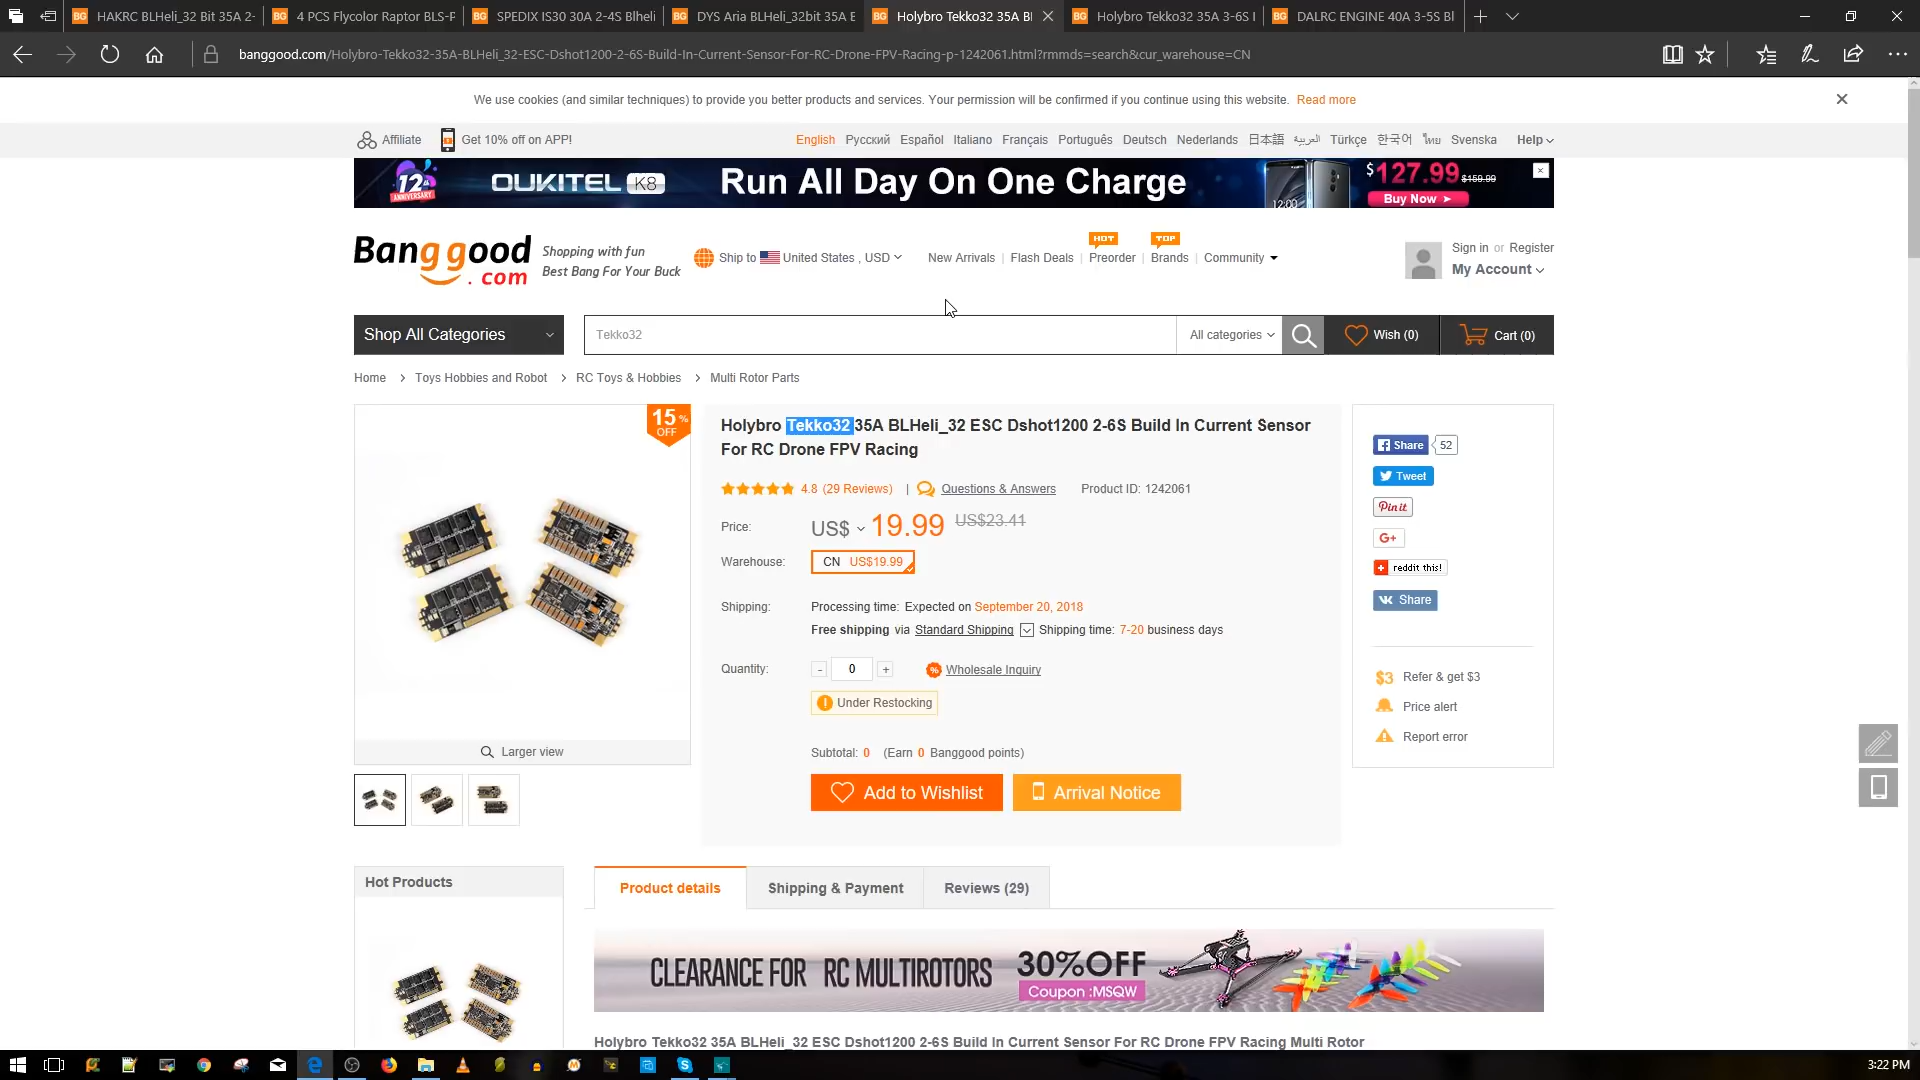 HAKRC BLHeli_32 Bit 35A 2-
4 PCS Flycolor Raptor BLS-P
SPEDIX IS30 30A 2-4S Blheli
DYS Aria BLHeli_32bit 35A E
Holybro Tekko32 35A Bl
Holybro Tekko32 35A 3-6S I
DALRC ENGINE 40A 3-5S Bl
banggood.com/Holybro-Tekko32-35A-BLHeli_32-ESC-Dshot1200-2-6S-Build-In-Current-Sensor-For-RC-Drone-FPV-Racing-p-1242061.html?rmmds=search&cur_warehouse=CN
We use cookies (and similar techniques) to provide you better products and services. Your permission will be confirmed if you continue using this website. Read more
Affiliate
Get 10% off on APP!
English Русский Español Italiano Français Português Deutsch Nederlands 日本語 العربية Türkçe 한국어 ไทย Svenska Help
12th ANNIVERSARY
OUKITEL K8
Run All Day On One Charge
12:00
$127.99 $159.99
Buy Now
Banggood.com
Shopping with fun
Best Bang For Your Buck
Ship to United States , USD
HOT
TOP
New Arrivals | Flash Deals | Preorder | Brands | Community
Sign in or Register
My Account
Shop All Categories
Tekko32
All categories
Wish (0)
Cart (0)
Home > Toys Hobbies and Robot > RC Toys & Hobbies > Multi Rotor Parts
15% OFF
Holybro Tekko32 35A BLHeli_32 ESC Dshot1200 2-6S Build In Current Sensor
For RC Drone FPV Racing
4.8 (29 Reviews) | Questions & Answers Product ID: 1242061
Price: US$ 19.99 US$23.41
Warehouse: CN US$19.99
Shipping: Processing time: Expected on September 20, 2018
Free shipping via Standard Shipping Shipping time: 7-20 business days
Quantity: - 0 + Wholesale Inquiry
Under Restocking
Subtotal: 0 (Earn 0 Banggood points)
Add to Wishlist
Arrival Notice
Share 52
Tweet
Pin it
G+
reddit this!
Share
$3 Refer & get $3
Price alert
Report error
Larger view
Hot Products
Product details
Shipping & Payment
Reviews (29)
CLEARANCE FOR RC MULTIROTORS
30%OFF
Coupon :MSQW
Holybro Tekko32 35A BLHeli_32 ESC Dshot1200 2-6S Build In Current Sensor For RC Drone FPV Racing Multi Rotor
3:22 PM